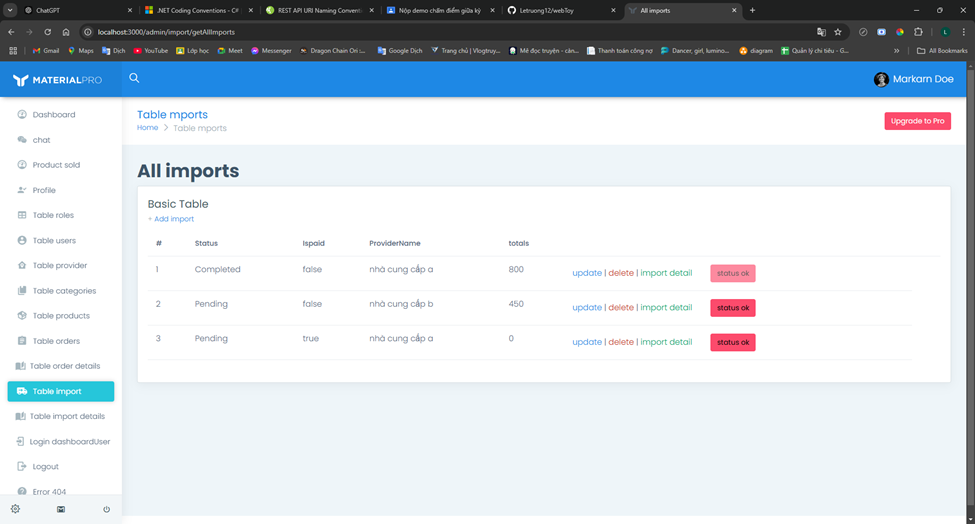 ChatGPT
.NET Coding Conventions - C#
REST API URI Naming Convent
Nộp demo chấm điểm giữa kỳ
Letruong12/webToy
All imports
localhost:3000/admin/import/getAllImports
L
Gmail
Maps
Dịch
YouTube
Lớp học
Meet
Messenger
Dragon Chain Ori :...
Google Dịch
Trang chủ | Vlogtruy...
Mê đọc truyện - cản...
Thanh toán công nợ
Dancer, girl, lumino...
diagram
Quản lý chi tiêu - G...
All Bookmarks
MATERIALPRO
Markarn Doe
Dashboard
chat
Product sold
Profile
Table roles
Table users
Table provider
Table categories
Table products
Table orders
Table order details
Table import
Table import details
Login dashboardUser
Logout
Error 404
Table mports
Home > Table mports
Upgrade to Pro
All imports
Basic Table
+ Add import
# Status Ispaid ProviderName totals
1 Completed false nhà cung cấp a 800 update | delete | import detail status ok
2 Pending false nhà cung cấp b 450 update | delete | import detail status ok
3 Pending true nhà cung cấp a 0 update | delete | import detail status ok